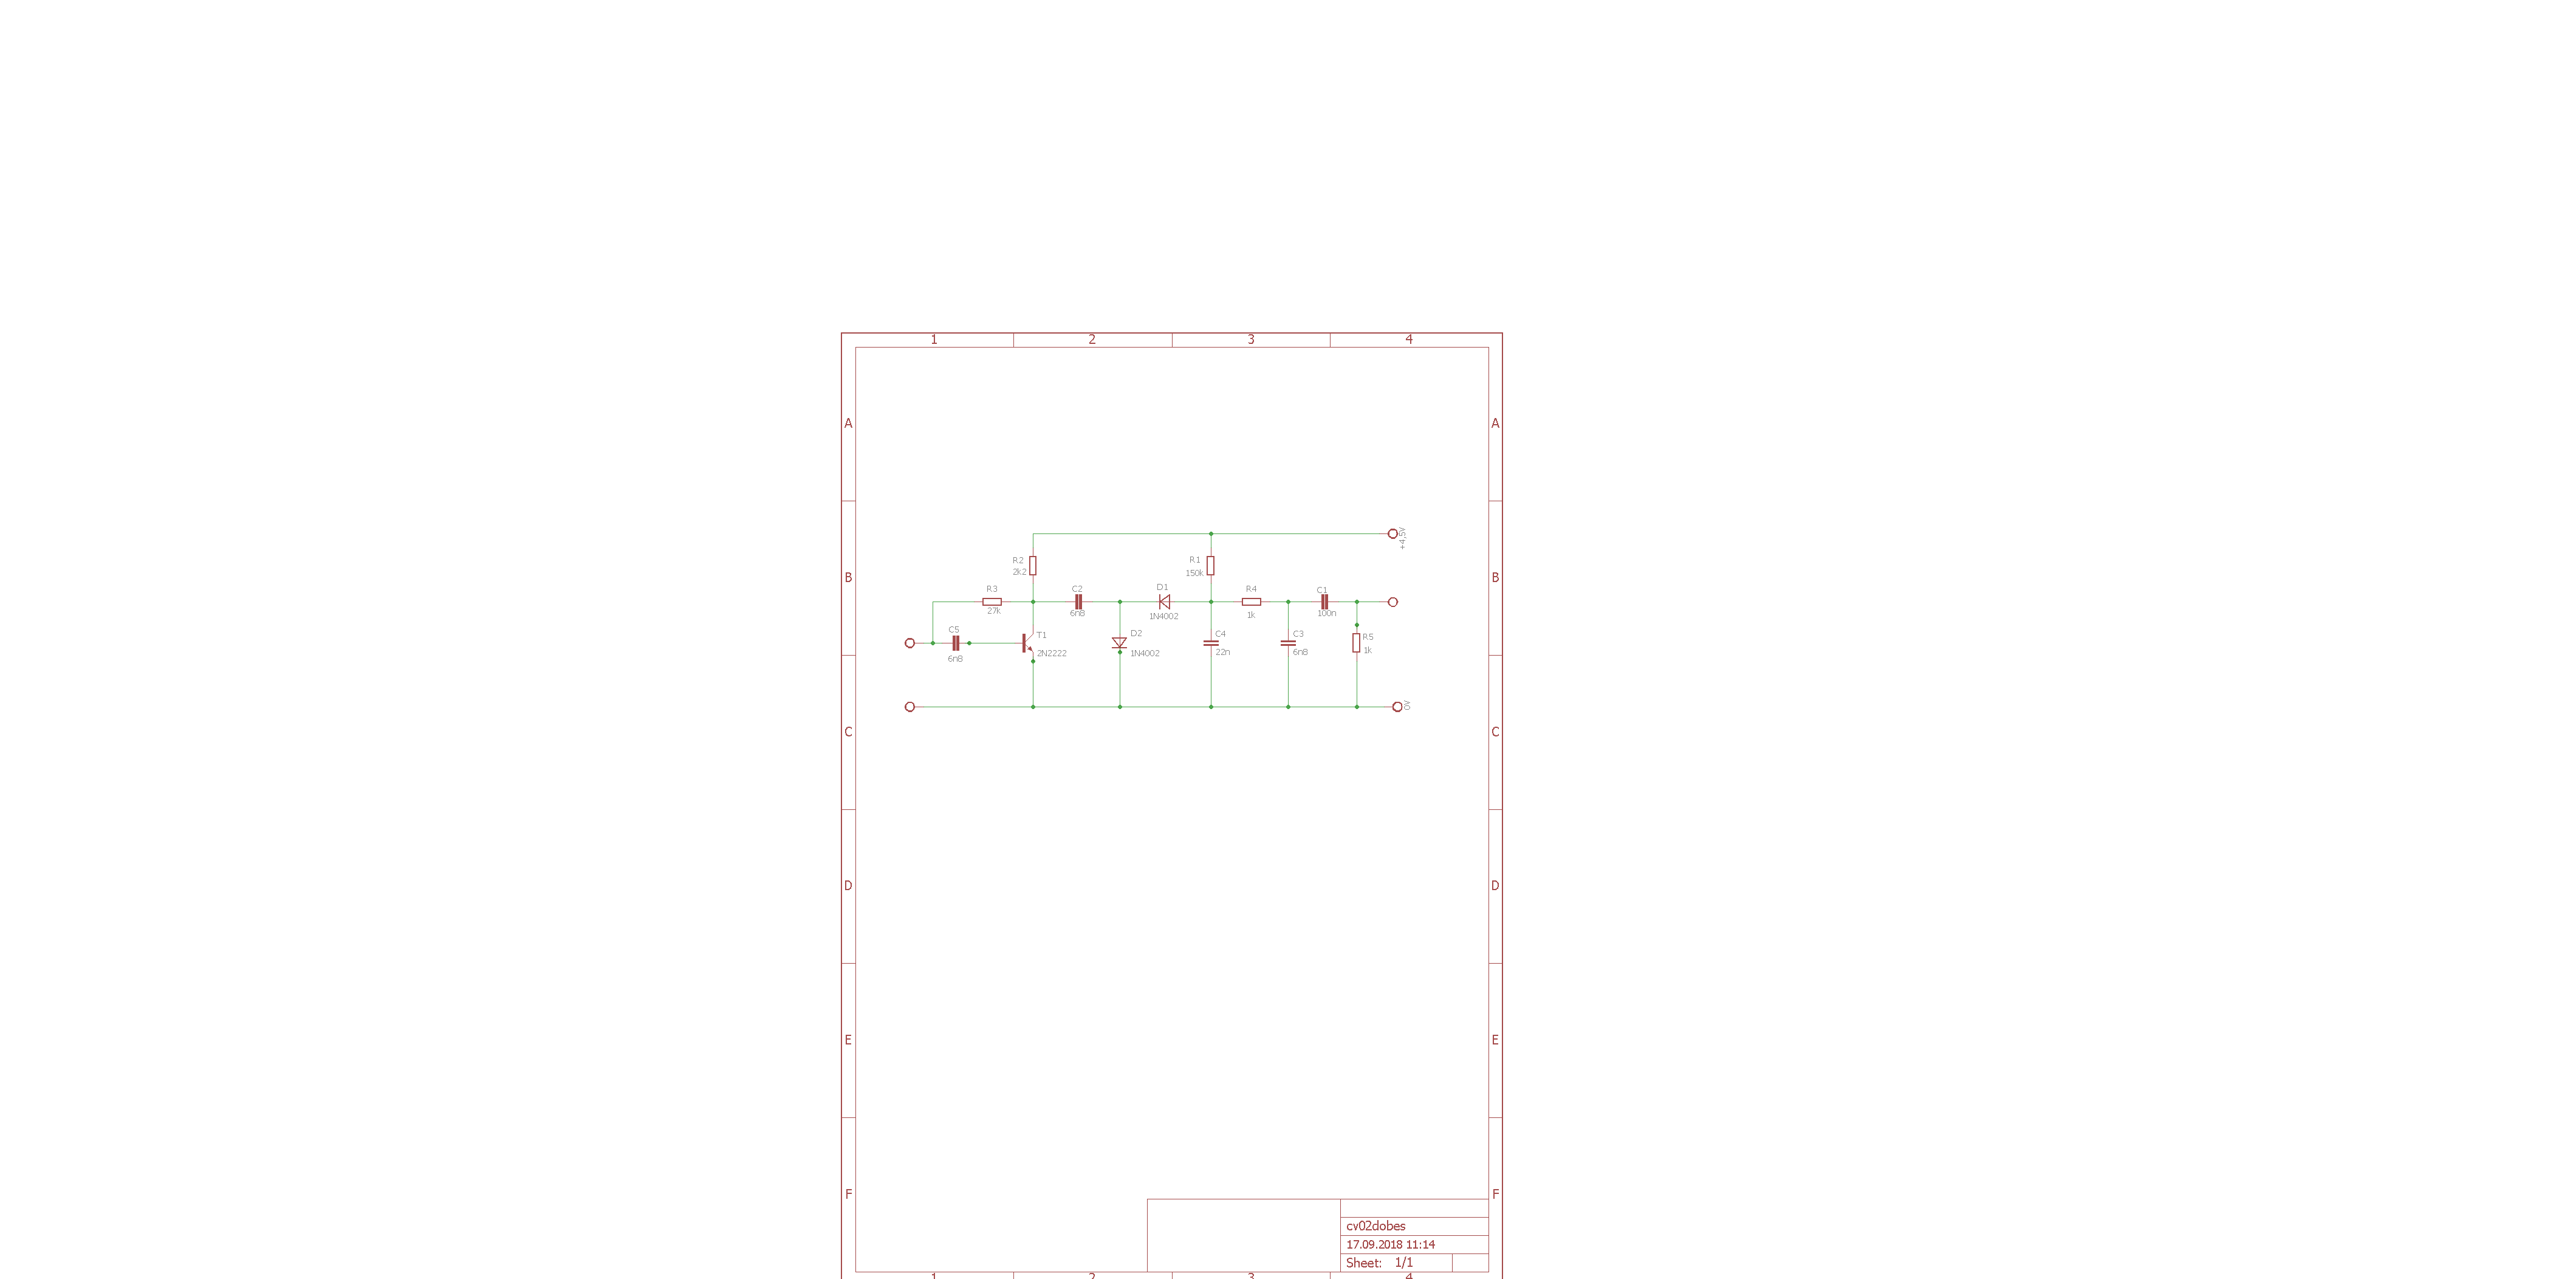 1 2 3 4
A A
+4,5V
R2 R1
2k2 150k
B B
R3 C2 D1 R4 C1
27k 6n8 1N4002 1k 100n
C5 T1 D2 C4 C3 R5
6n8 2N2222 1N4002 22n 6n8 1k
0V
C C
D D
E E
F F
cv02dobes
17.09.2018 11:14
Sheet: 1/1
1 2 3 4